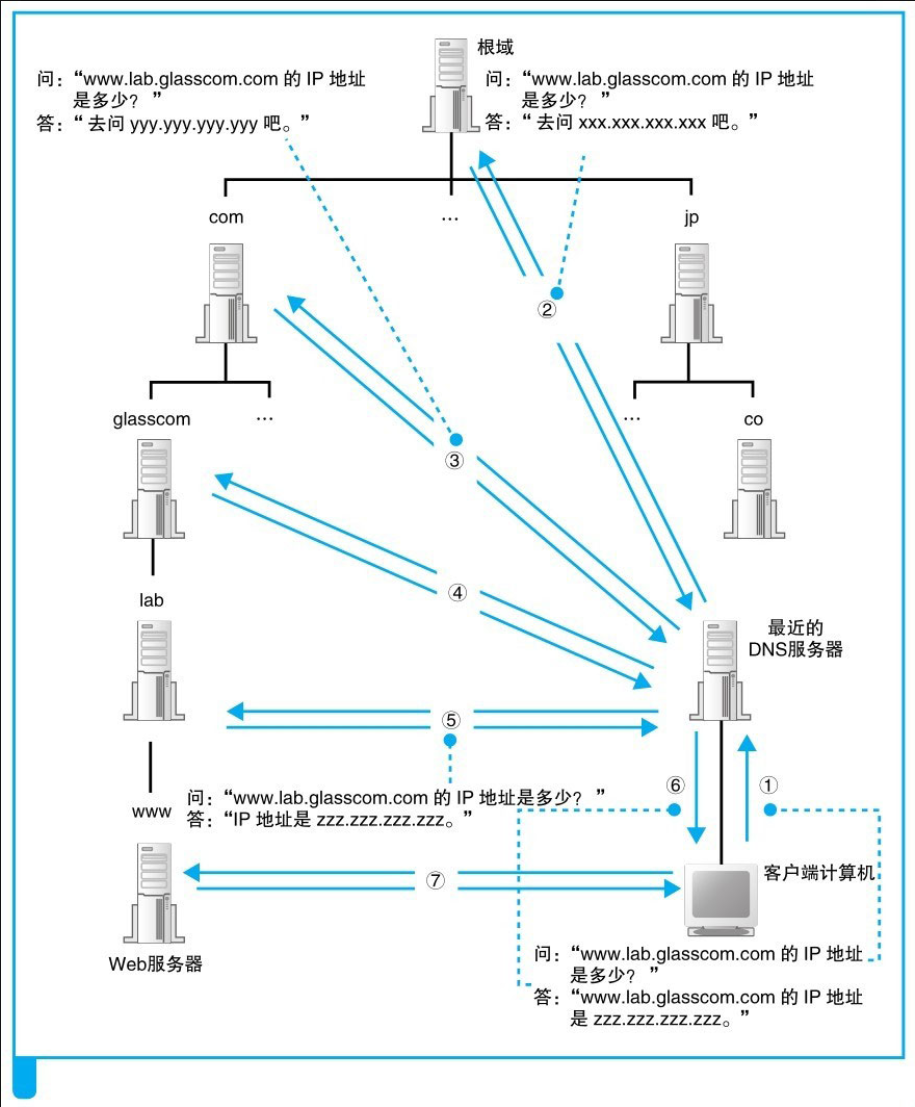 根域
问：“www.lab.glasscom.com 的 IP 地址
是多少？ ”
答：“ 去问 yyy.yyy.yyy.yyy 吧。”
问：“www.lab.glasscom.com 的 IP 地址
是多少？ ”
答：“ 去问 xxx.xxx.xxx.xxx 吧。”
com
…
jp
②
glasscom
…
…
co
③
④
lab
最近的
DNS服务器
⑤
⑥
①
问：“www.lab.glasscom.com 的 IP 地址是多少？ ”
答：“IP 地址是 zzz.zzz.zzz.zzz。”
www
⑦
客户端计算机
Web服务器
问：“www.lab.glasscom.com 的 IP 地址
是多少？ ”
答：“www.lab.glasscom.com 的 IP 地址
是 zzz.zzz.zzz.zzz。”